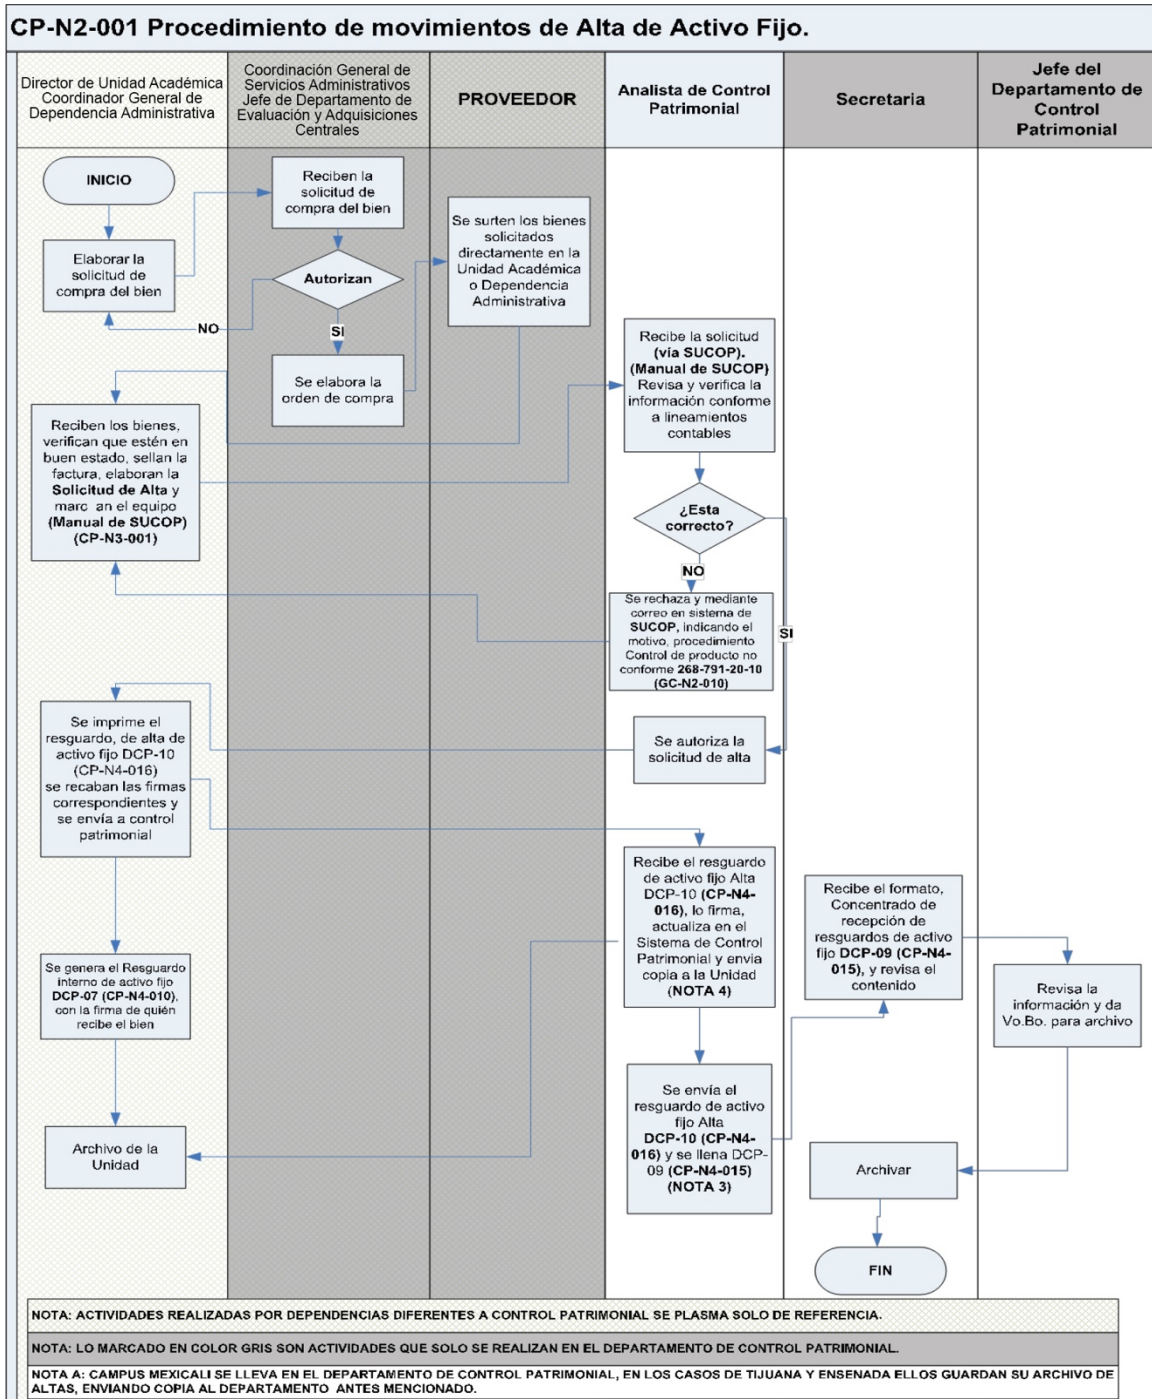 CP-N2-001 Procedimiento de movimientos de Alta de Activo Fijo.
Director de Unidad Académica
Coordinador General de
Dependencia Administrativa
Coordinación General de
Servicios Administrativos
Jefe de Departamento de
Evaluación y Adquisiciones
Centrales
PROVEEDOR
Analista de Control
Patrimonial
Secretaria
Jefe del
Departamento de
Control
Patrimonial
INICIO
Elaborar la
solicitud de
compra del bien
Reciben la
solicitud de
compra del bien
Autorizan
NO
SI
Se elabora la
orden de compra
Se surten los bienes
solicitados
directamente en la
Unidad Académica
o Dependencia
Administrativa
Reciben los bienes,
verifican que estén en
buen estado, sellan la
factura, elaboran la
Solicitud de Alta y
marc an el equipo
(Manual de SUCOP)
(CP-N3-001)
Recibe la solicitud
(vía SUCOP).
(Manual de SUCOP)
Revisa y verifica la
información conforme
a lineamientos
contables
¿Esta
correcto?
NO
SI
Se rechaza y mediante
correo en sistema de
SUCOP, indicando el
motivo, procedimiento
Control de producto no
conforme 268-791-20-10
(GC-N2-010)
Se autoriza la
solicitud de alta
Se imprime el
resguardo, de alta de
activo fijo DCP-10
(CP-N4-016)
se recaban las firmas
correspondientes y
se envía a control
patrimonial
Recibe el resguardo
de activo fijo Alta
DCP-10 (CP-N4-
016), lo firma,
actualiza en el
Sistema de Control
Patrimonial y envia
copia a la Unidad
(NOTA 4)
Se genera el Resguardo
interno de activo fijo
DCP-07 (CP-N4-010),
con la firma de quién
recibe el bien
Archivo de la
Unidad
Se envía el
resguardo de activo
fijo Alta
DCP-10 (CP-N4-
016) y se llena DCP-
09 (CP-N4-015)
(NOTA 3)
Recibe el formato,
Concentrado de
recepción de
resguardos de activo
fijo DCP-09 (CP-N4-
015), y revisa el
contenido
Revisa la
información y da
Vo.Bo. para archivo
Archivar
FIN
NOTA: ACTIVIDADES REALIZADAS POR DEPENDENCIAS DIFERENTES A CONTROL PATRIMONIAL SE PLASMA SOLO DE REFERENCIA.
NOTA: LO MARCADO EN COLOR GRIS SON ACTIVIDADES QUE SOLO SE REALIZAN EN EL DEPARTAMENTO DE CONTROL PATRIMONIAL.
NOTA A: CAMPUS MEXICALI SE LLEVA EN EL DEPARTAMENTO DE CONTROL PATRIMONIAL, EN LOS CASOS DE TIJUANA Y ENSENADA ELLOS GUARDAN SU ARCHIVO DE
ALTAS, ENVIANDO COPIA AL DEPARTAMENTO ANTES MENCIONADO.